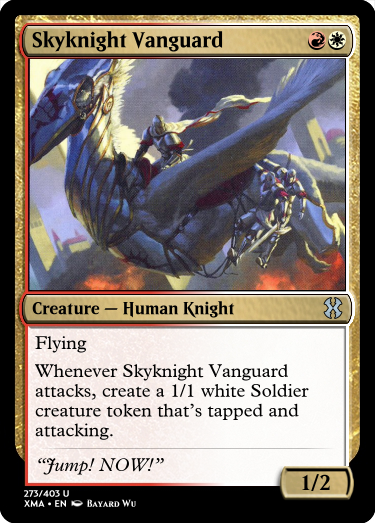 Skyknight Vanguard
Creature — Human Knight
Flying
Whenever Skyknight Vanguard
attacks, create a 1/1 white Soldier
creature token that's tapped and
attacking.
"Jump! NOW!"
1/2
273/403 U
XMA • EN Bayard Wu